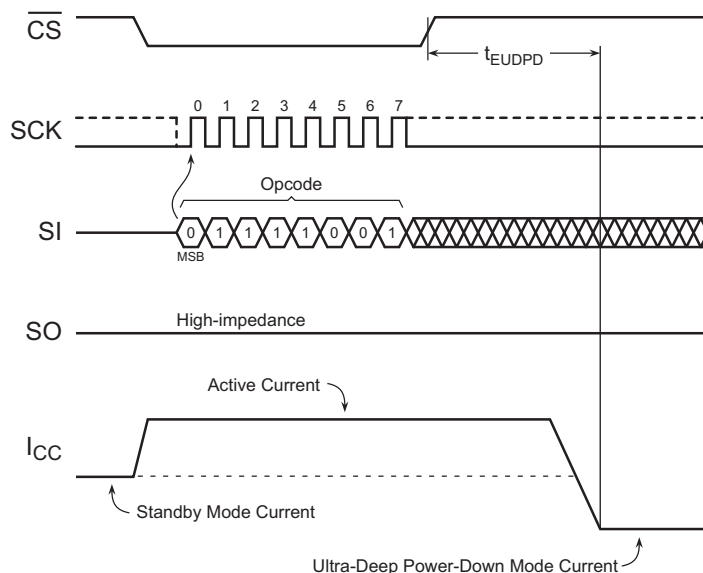 CS
tEUDPD
0 1 2 3 4 5 6 7
SCK
Opcode
SI
0 1 1 1 1 0 0 1
MSB
High-impedance
SO
Active Current
ICC
Standby Mode Current
Ultra-Deep Power-Down Mode Current